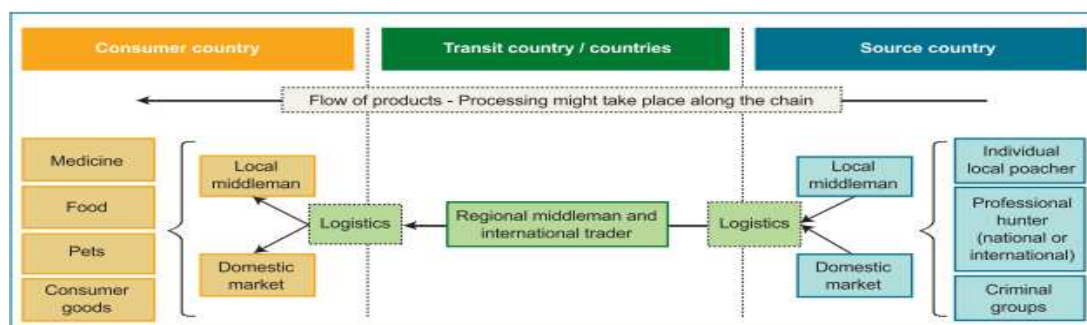 Consumer country
Transit country / countries
Source country
Flow of products - Processing might take place along the chain
Medicine
Food
Pets
Consumer
goods
Local
middleman
Domestic
market
Logistics
Regional middleman and
international trader
Logistics
Local
middleman
Domestic
market
Individual
local poacher
Professional
hunter
(national or
international)
Criminal
groups